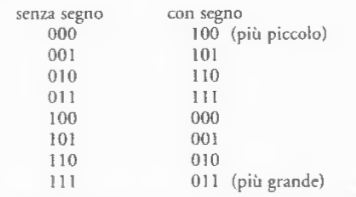 senza segno con segno
000 100 (più piccolo)
001 101
010 110
011 111
100 000
101 001
110 010
111 011 (più grande)